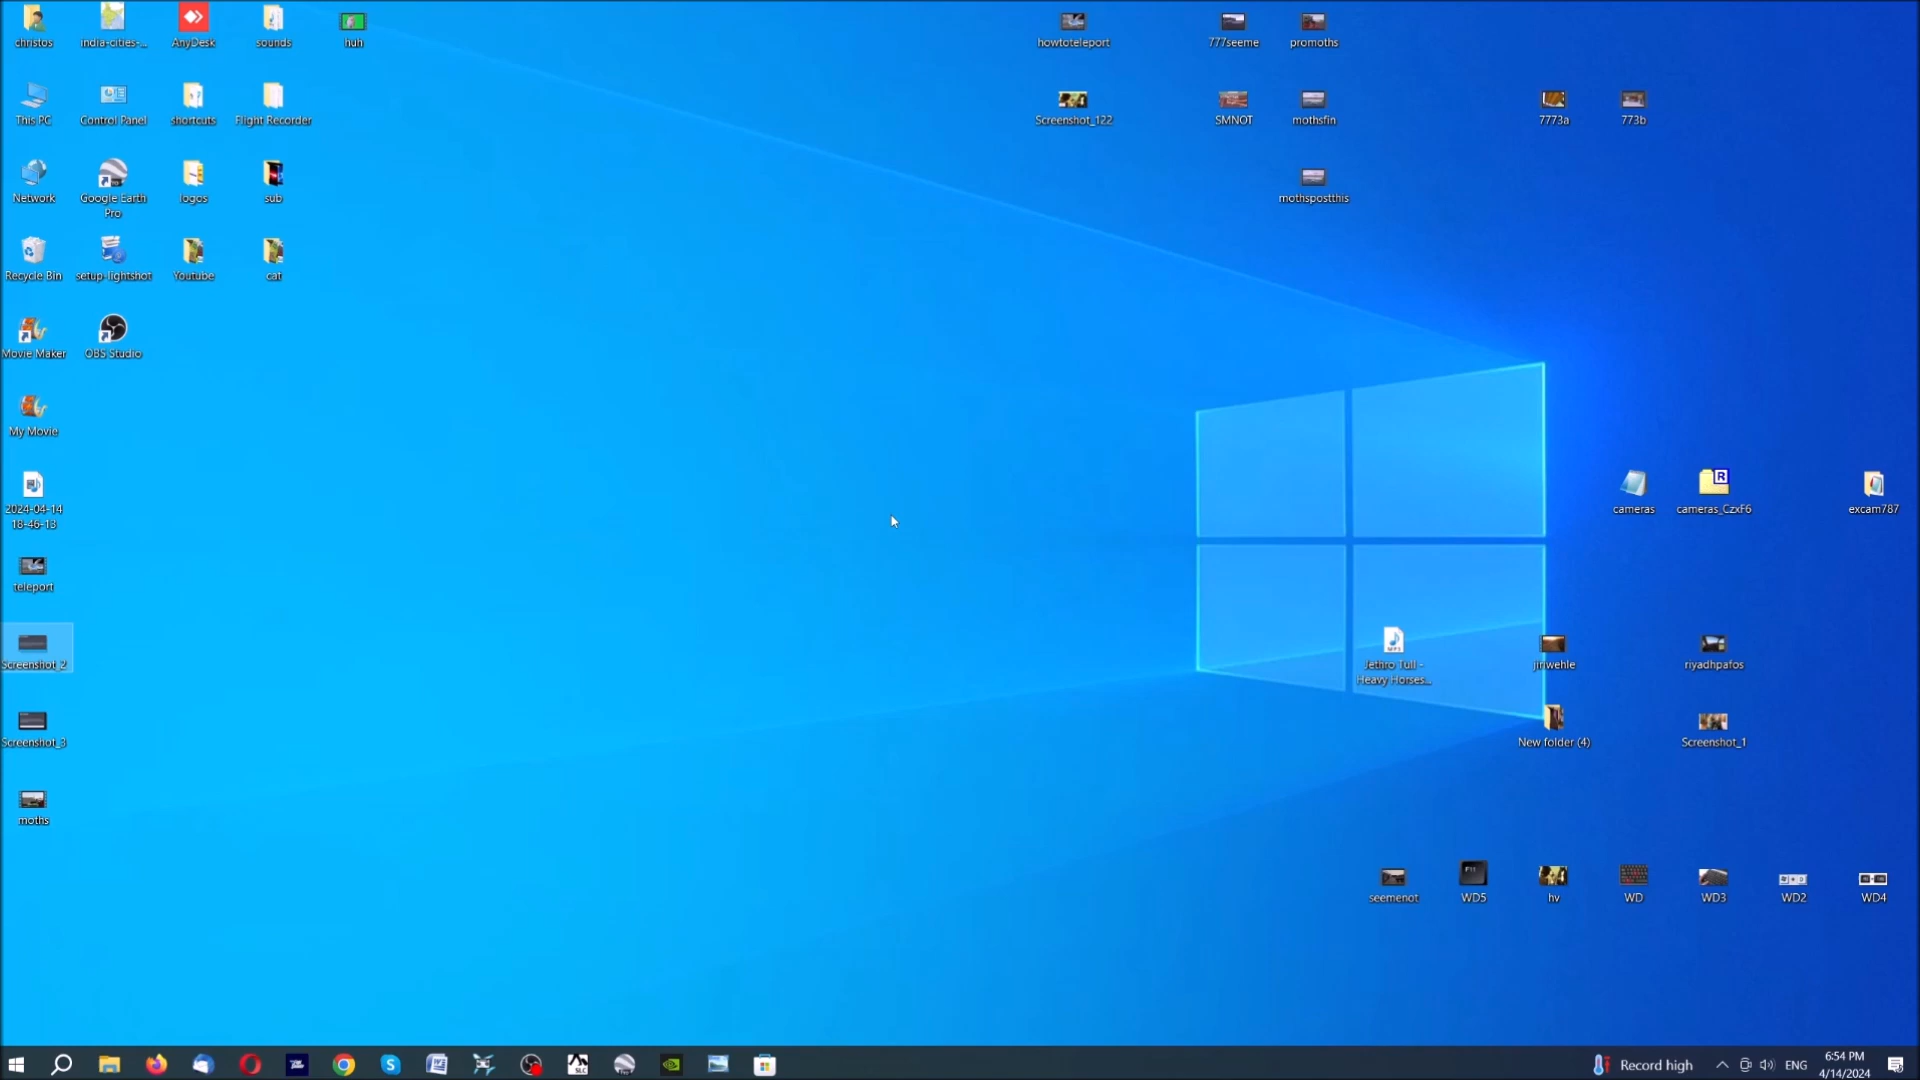 christos
india-cities-...
AnyDesk
sounds
huh
howtoteleport
777seeme
promoths
This PC
Control Panel
shortcuts
Flight Recorder
Screenshot_122
SMNOT
mothsfin
7773a
773b
Network
Google Earth
Pro
logos
sub
mothspostthis
Recycle Bin
setup-lightshot
Youtube
cat
Movie Maker
OBS Studio
My Movie
2024-04-14
18-46-13
cameras
cameras_CzxF6
excam787
teleport
Screenshot_2
Jethro Tull -
Heavy Horses...
riyadhpafos
Screenshot_3
New folder (4)
Screenshot_1
moths
seemenot
WD5
hv
WD
WD3
WD2
WD4
Record high
ENG
6:54 PM
4/14/2024